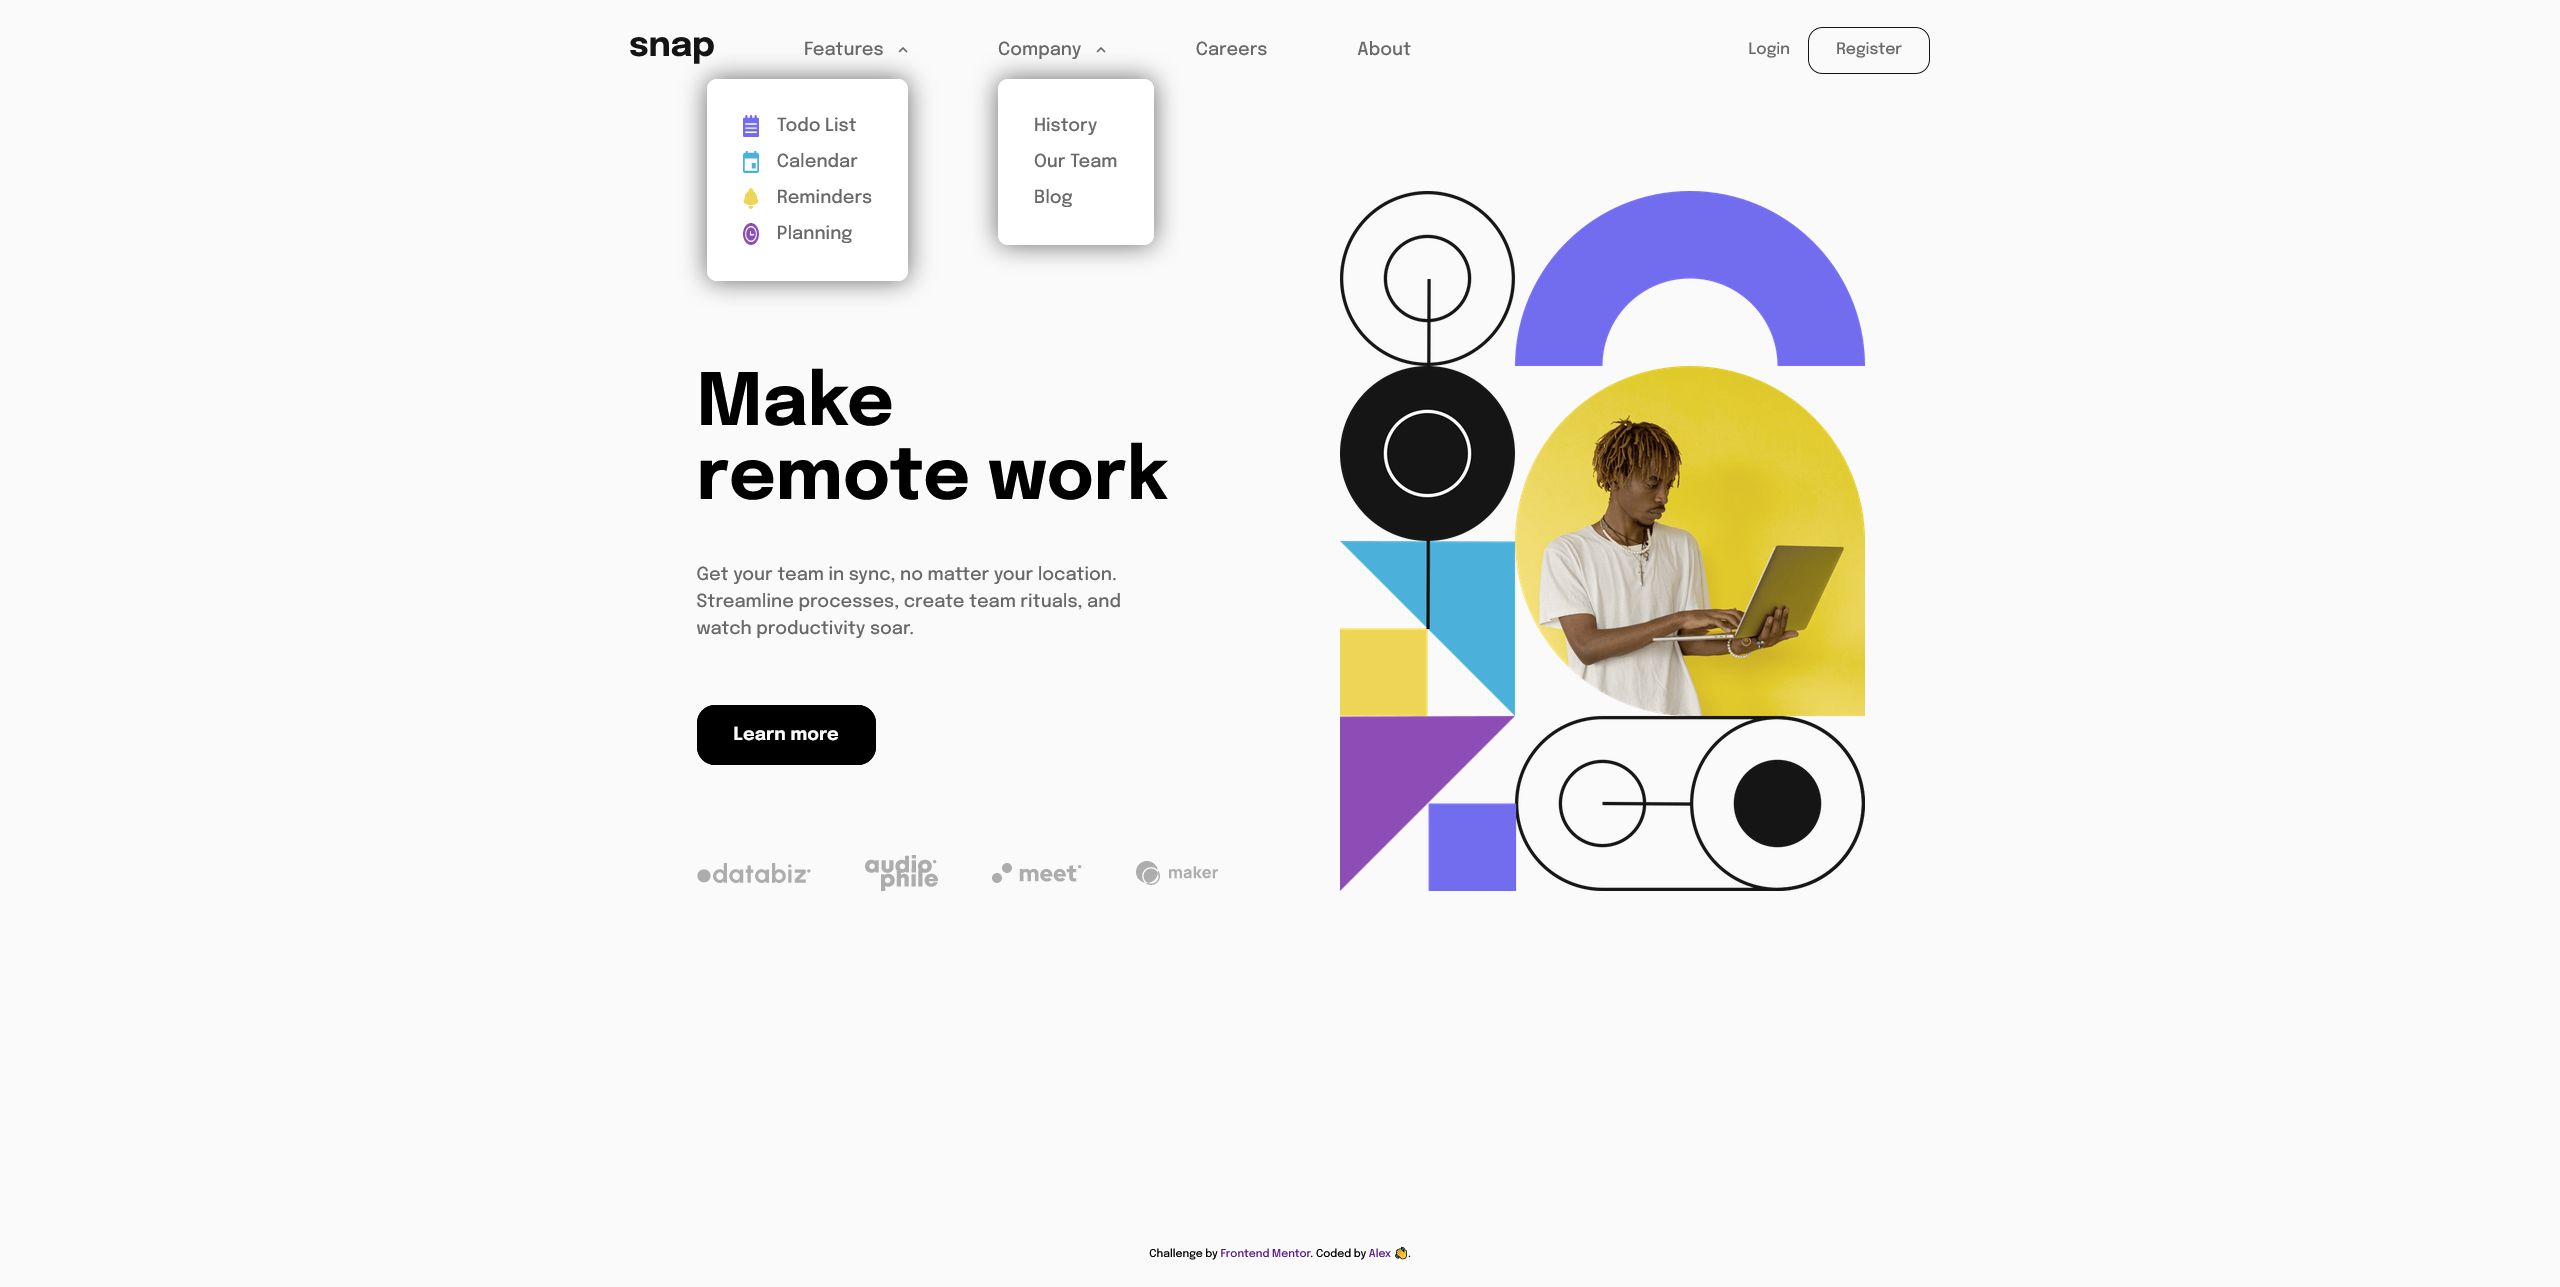 snap
Features
Company
Careers
About
Login
Register
Todo List
Calendar
Reminders
Planning
History
Our Team
Blog
Make
remote work
Get your team in sync, no matter your location.
Streamline processes, create team rituals, and
watch productivity soar.
Learn more
databiz
audiophile
meet
maker
Challenge by Frontend Mentor. Coded by Alex 👋.